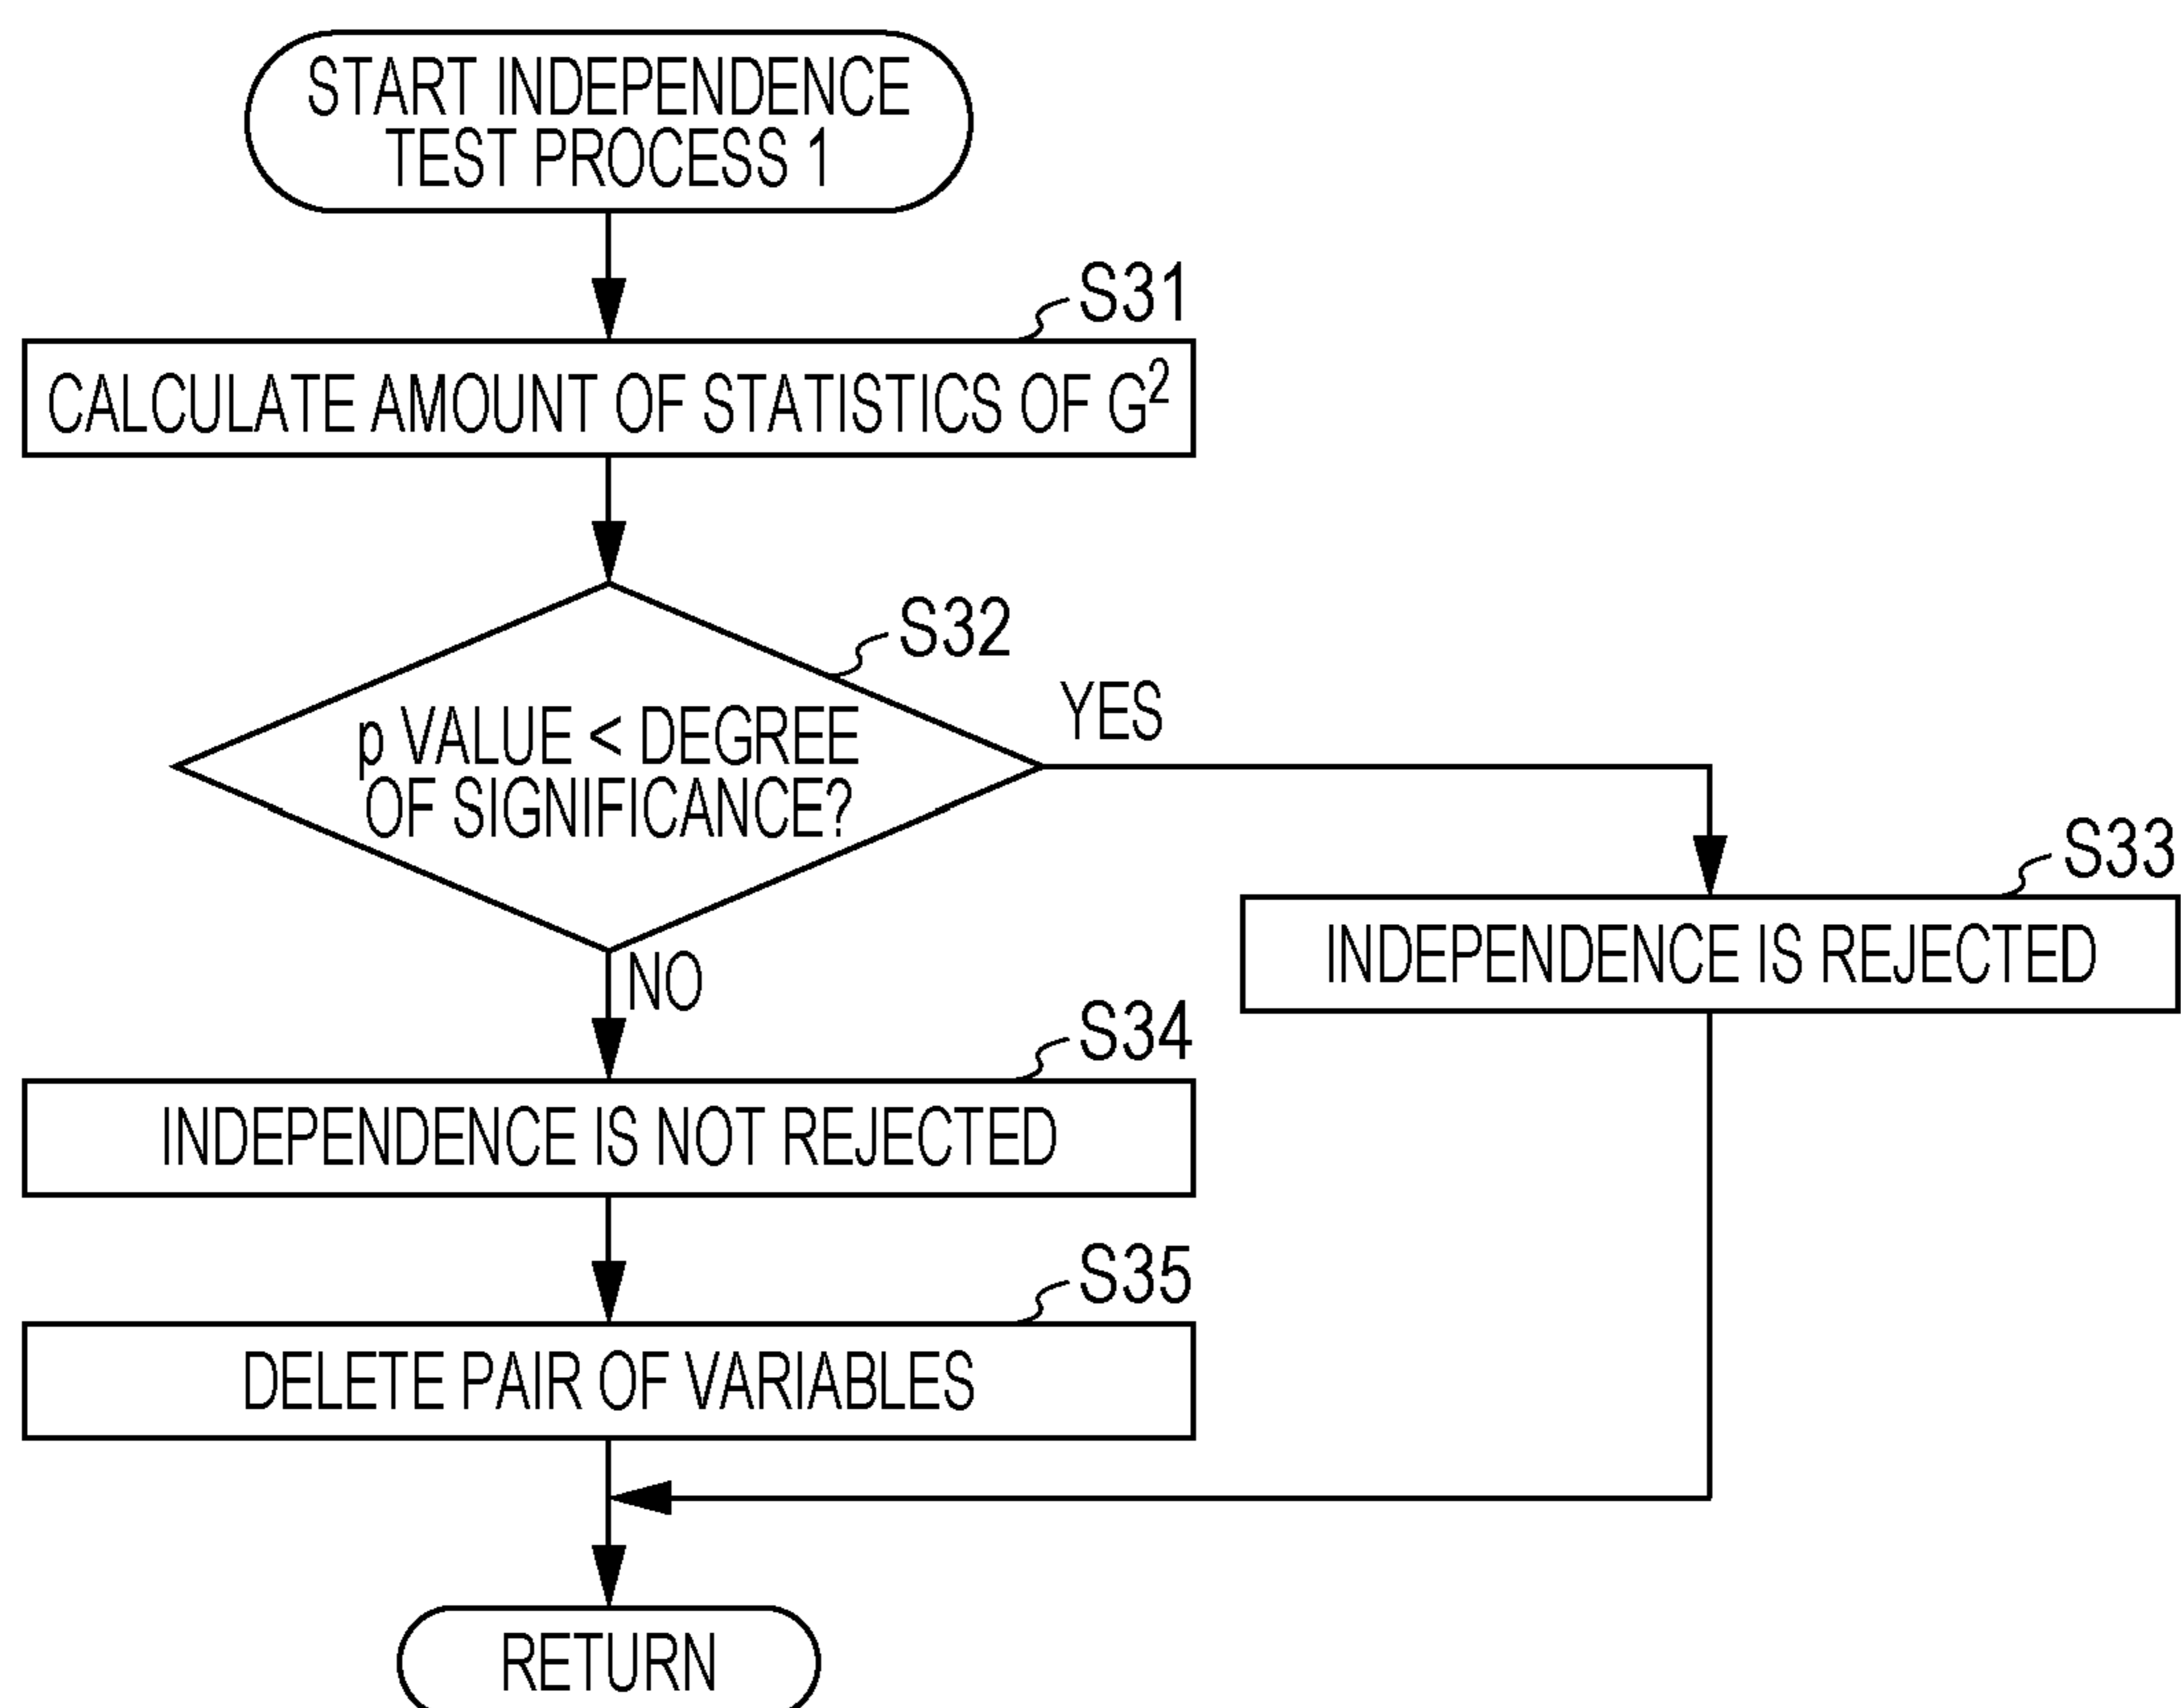 START INDEPENDENCE
TEST PROCESS 1
S31
CALCULATE AMOUNT OF STATISTICS OF G²
S32
p VALUE < DEGREE
OF SIGNIFICANCE?
YES
S33
INDEPENDENCE IS REJECTED
NO
S34
INDEPENDENCE IS NOT REJECTED
S35
DELETE PAIR OF VARIABLES
RETURN